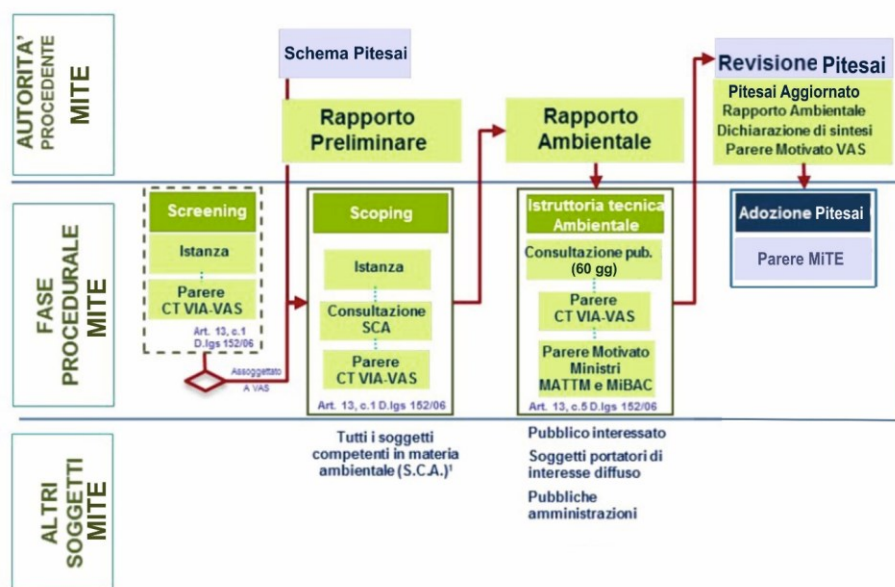 AUTORITA'
PROCEDENTE
MITE
Schema Pitesai
Rapporto
Preliminare
Rapporto
Ambientale
Revisione Pitesai
Pitesai Aggiornato
Rapporto Ambientale
Dichiarazione di sintesi
Parere Motivato VAS
FASE
PROCEDURALE
MITE
Screening
Istanza
Parere
CT VIA-VAS
Art. 13, c.1
D.lgs 152/06
Assoggettato
A VAS
Scoping
Istanza
Consultazione
SCA
Parere
CT VIA-VAS
Art. 13, c.1 D.lgs 152/06
Istruttoria tecnica
Ambientale
Consultazione pub.
(60 gg)
Parere
CT VIA-VAS
Parere Motivato
Ministri
MATTM e MiBAC
Art. 13, c.5 D.lgs 152/06
Adozione Pitesai
Parere MiTE
ALTRI
SOGGETTI
MITE
Tutti i soggetti
competenti in materia
ambientale (S.C.A.)¹
Pubblico interessato
Soggetti portatori di
interesse diffuso
Pubbliche
amministrazioni